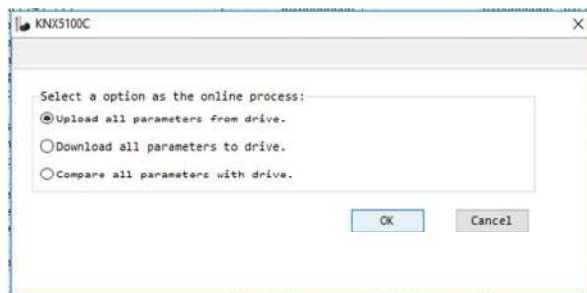 KNX5100C
Select a option as the online process:
Upload all parameters from drive.
Download all parameters to drive.
Compare all parameters with drive.
OK
Cancel